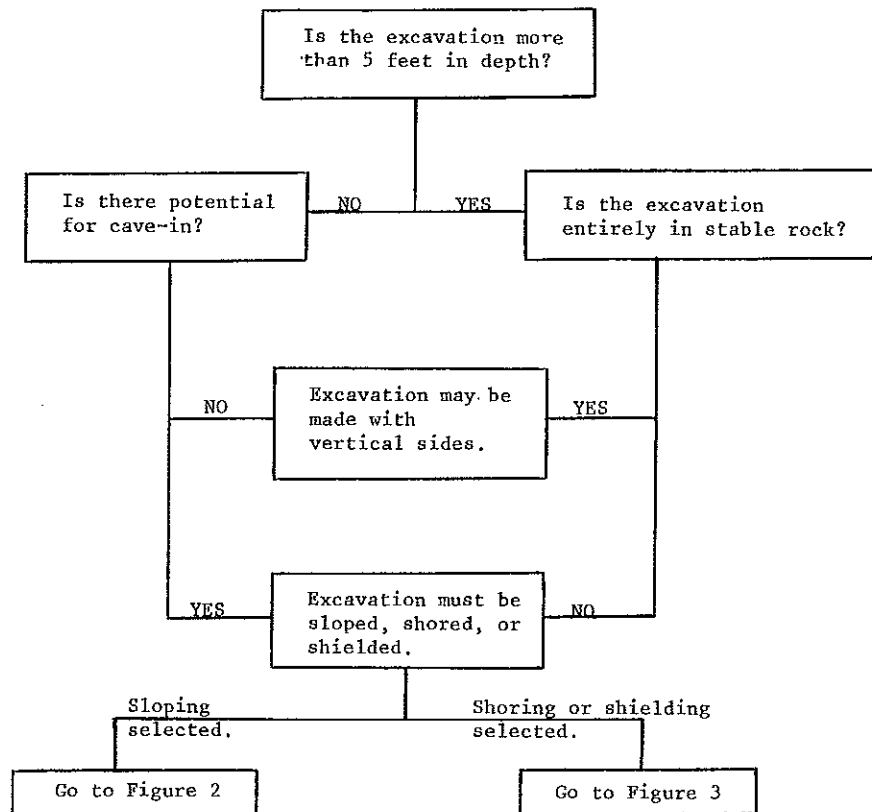 Is the excavation more
than 5 feet in depth?
Is there potential
for cave-in?
NO
YES
Is the excavation
entirely in stable rock?
NO
Excavation may be
made with
vertical sides.
YES
YES
Excavation must be
sloped, shored, or
shielded.
NO
Sloping
selected.
Shoring or shielding
selected.
Go to Figure 2
Go to Figure 3